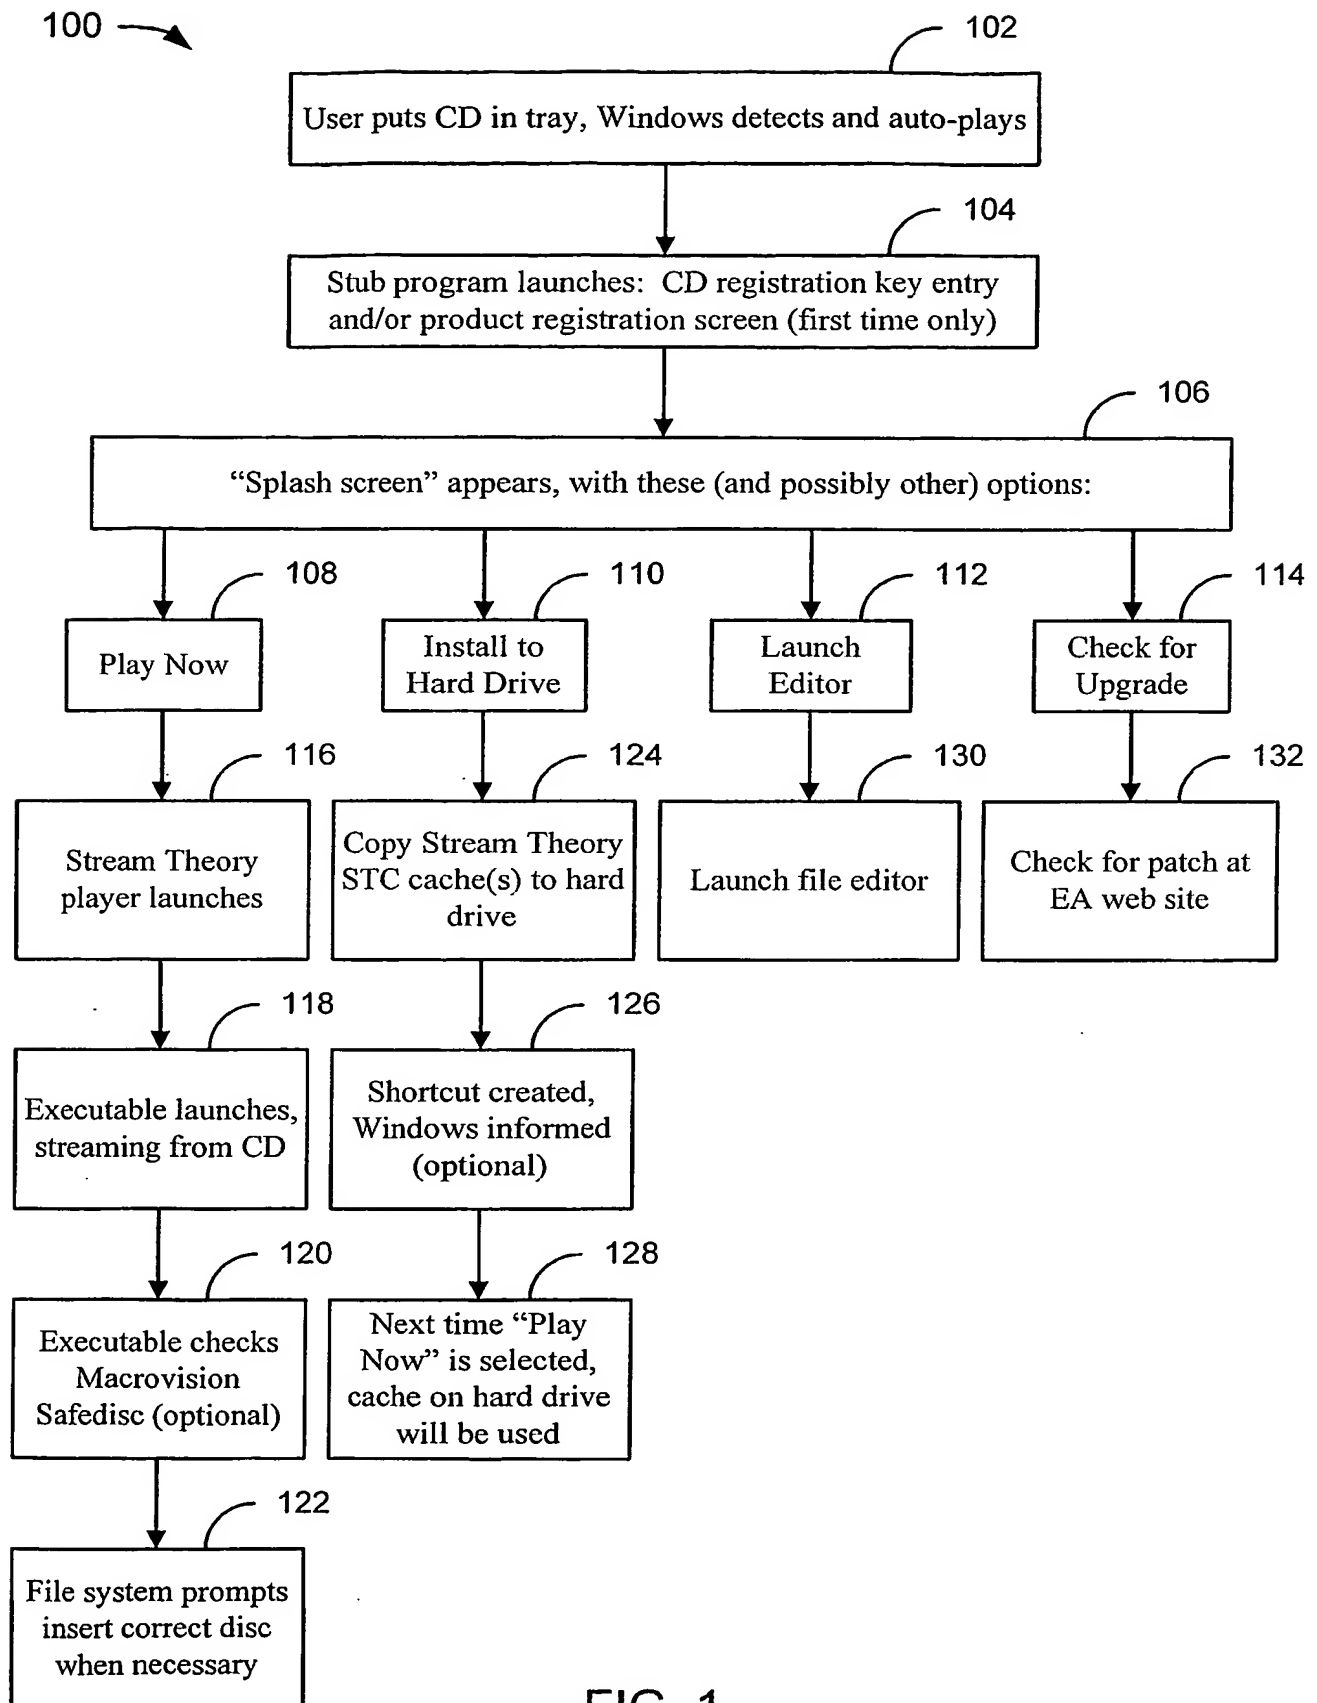 100
102
User puts CD in tray, Windows detects and auto-plays
104
Stub program launches: CD registration key entry
and/or product registration screen (first time only)
106
“Splash screen” appears, with these (and possibly other) options:
108
Play Now
110
Install to
Hard Drive
112
Launch
Editor
114
Check for
Upgrade
116
Stream Theory
player launches
124
Copy Stream Theory
STC cache(s) to hard
drive
130
Launch file editor
132
Check for patch at
EA web site
118
Executable launches,
streaming from CD
126
Shortcut created,
Windows informed
(optional)
120
Executable checks
Macrovision
Safedisc (optional)
128
Next time “Play
Now” is selected,
cache on hard drive
will be used
122
File system prompts
insert correct disc
when necessary
FIG. 1